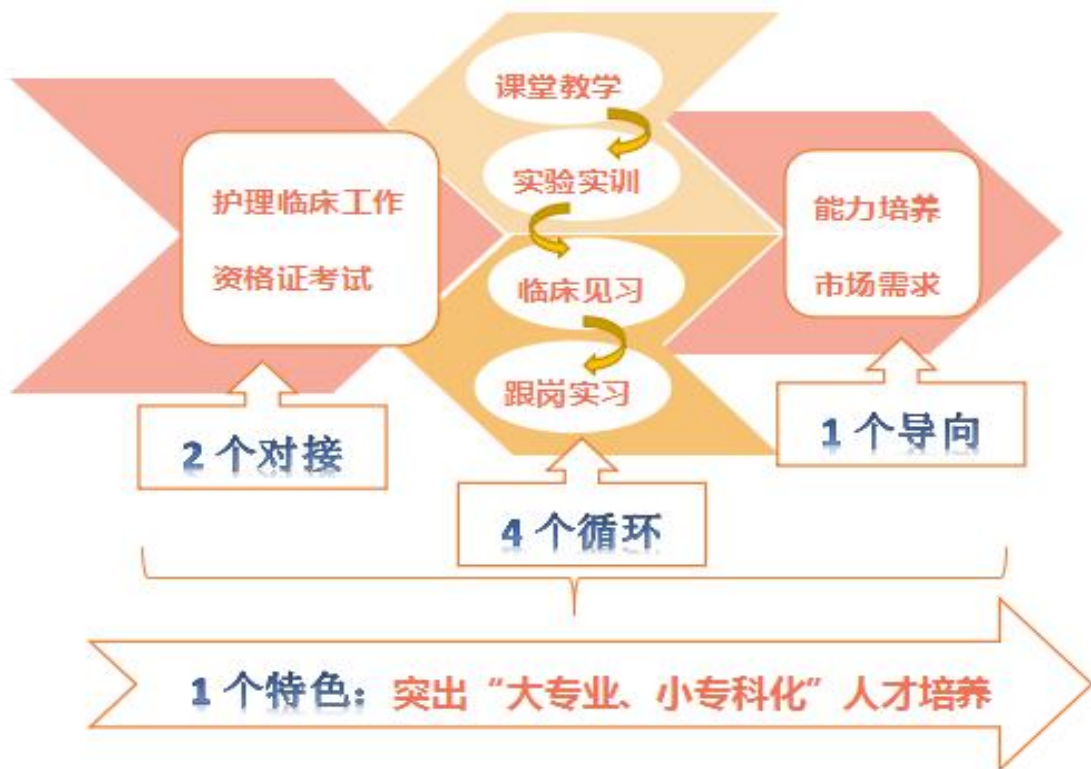 护理临床工作
资格证考试
2个对接
课堂教学
实验实训
临床见习
跟岗实习
4个循环
能力培养
市场需求
1个导向
1个特色：突出“大专业、小专科化”人才培养